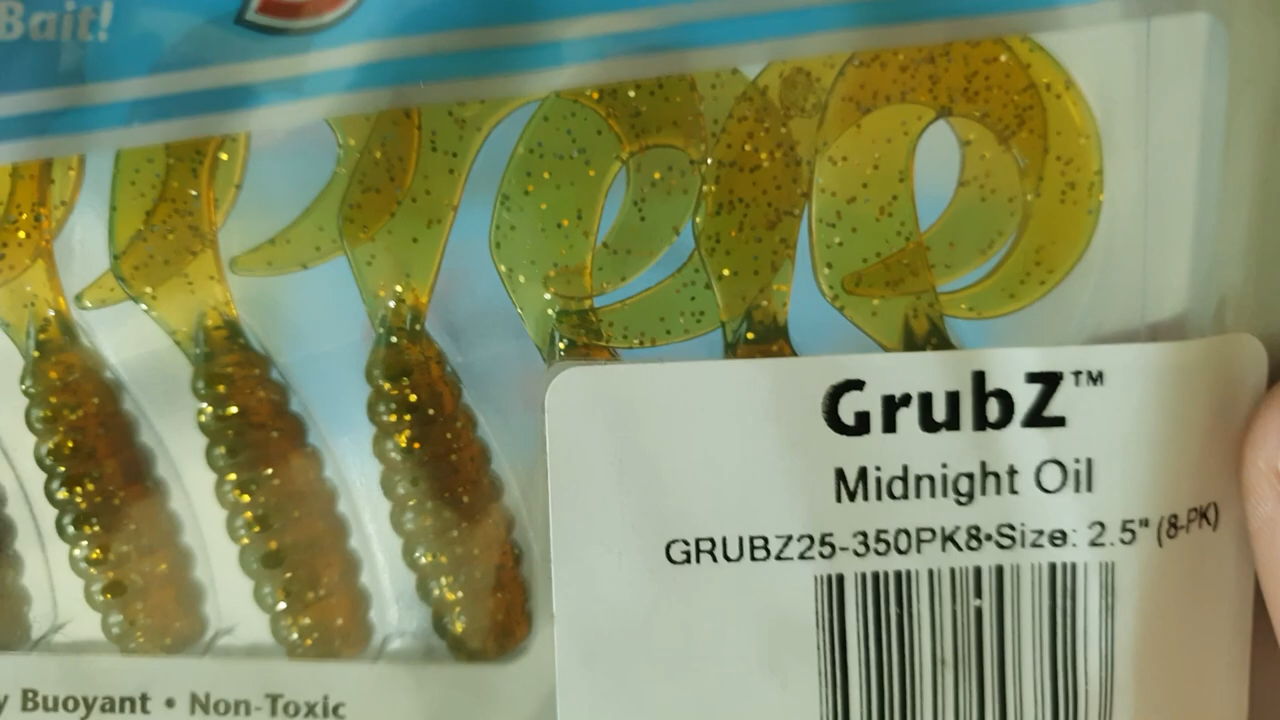 Bait!
GrubZ™
Midnight Oil
GRUBZ25-350PK8•Size: 2.5" (8-PK)
Buoyant • Non-Toxic